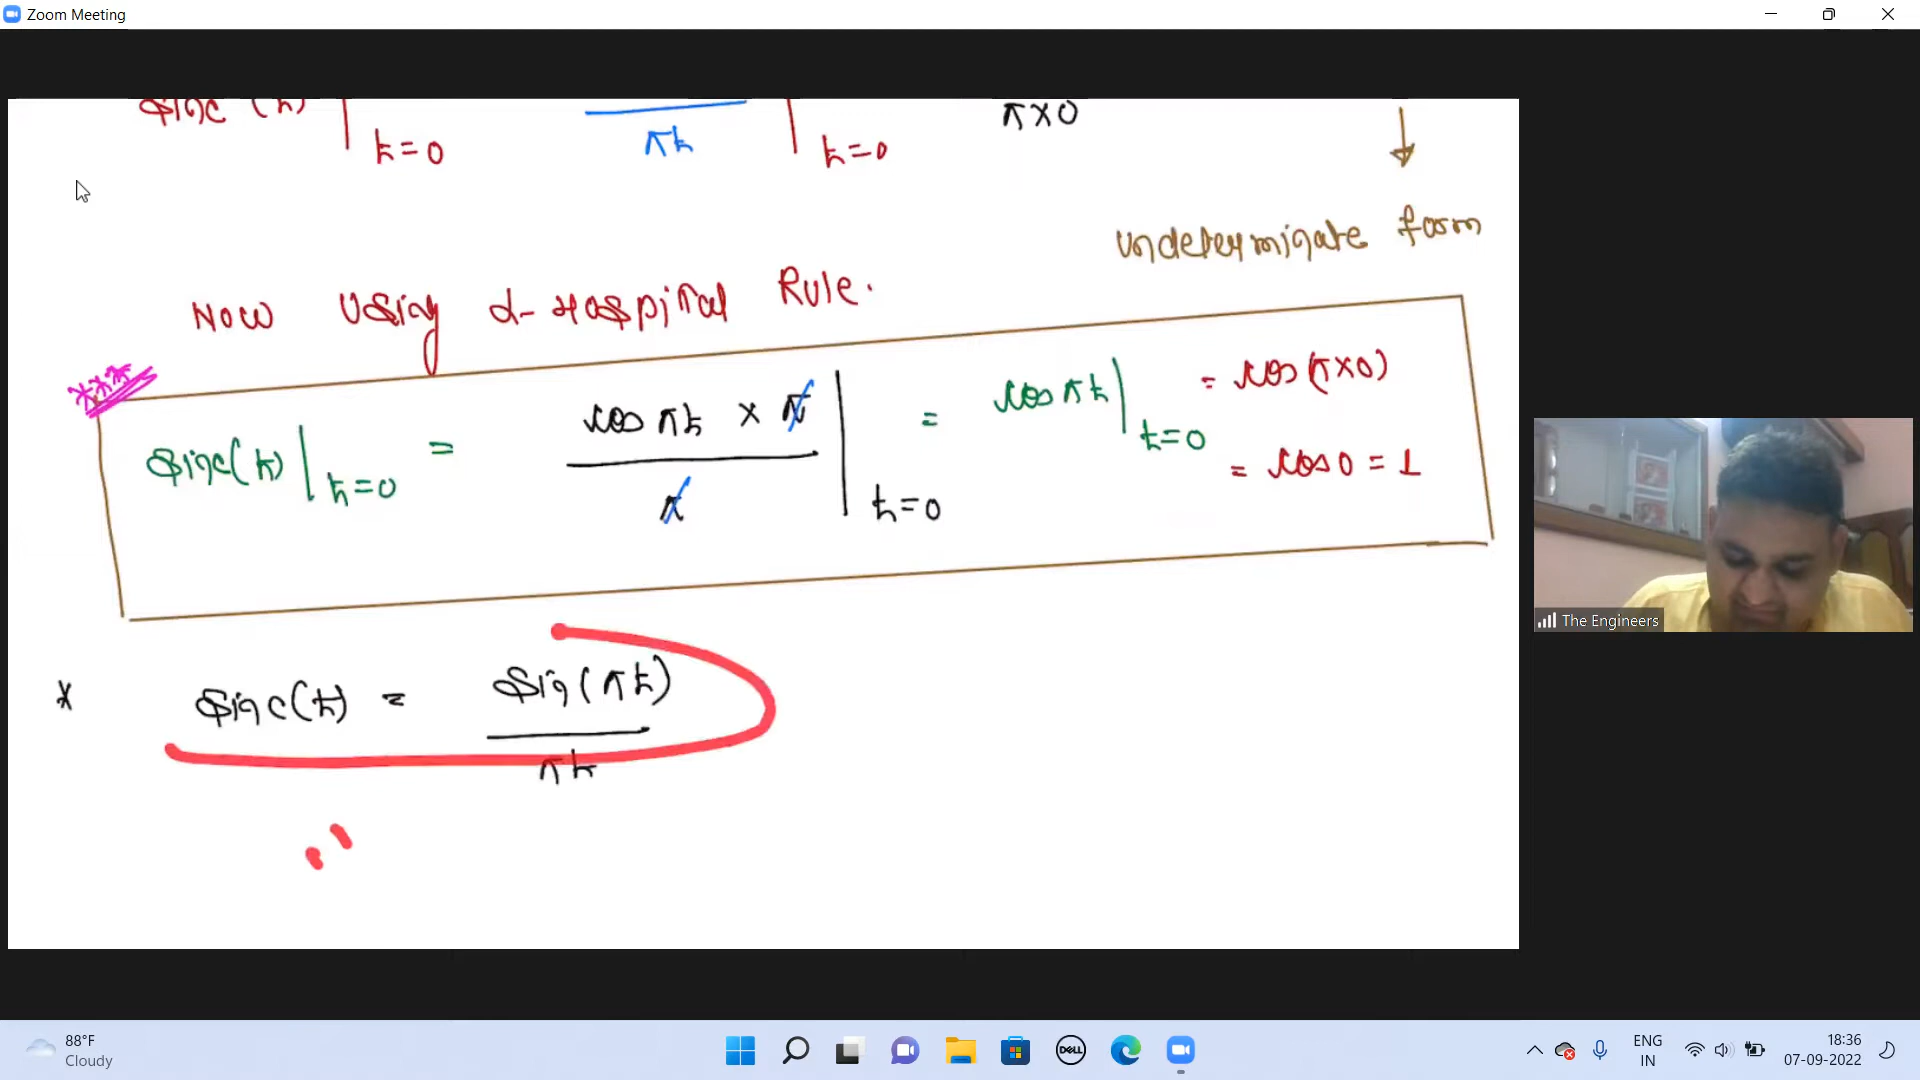 Zoom Meeting
sinc (t) | t=0
πt | t=0
π×0
undeterminate form
Now Using L-Hospital Rule.
***
sinc(t) | t=0 = cos πt × π / π | t=0 = cos πt | t=0 = cos (π×0)
= cos 0 = 1
* sinc(t) = sin(πt) / πt
The Engineers
88°F
Cloudy
DELL
ENG
IN
18:36
07-09-2022